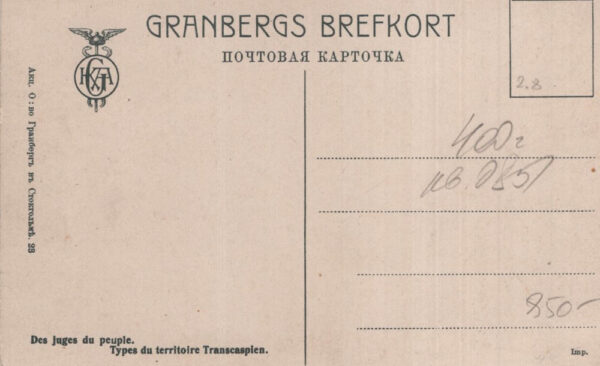 GRANBERGS BREFKORT
ПОЧТОВАЯ КАРТОЧКА
2.8
Акц. О:во Гранбергъ въ Стокгольмѣ. 28
400г
850-
Des juges du peuple.
Types du territoire Transcaspien.
Imp.